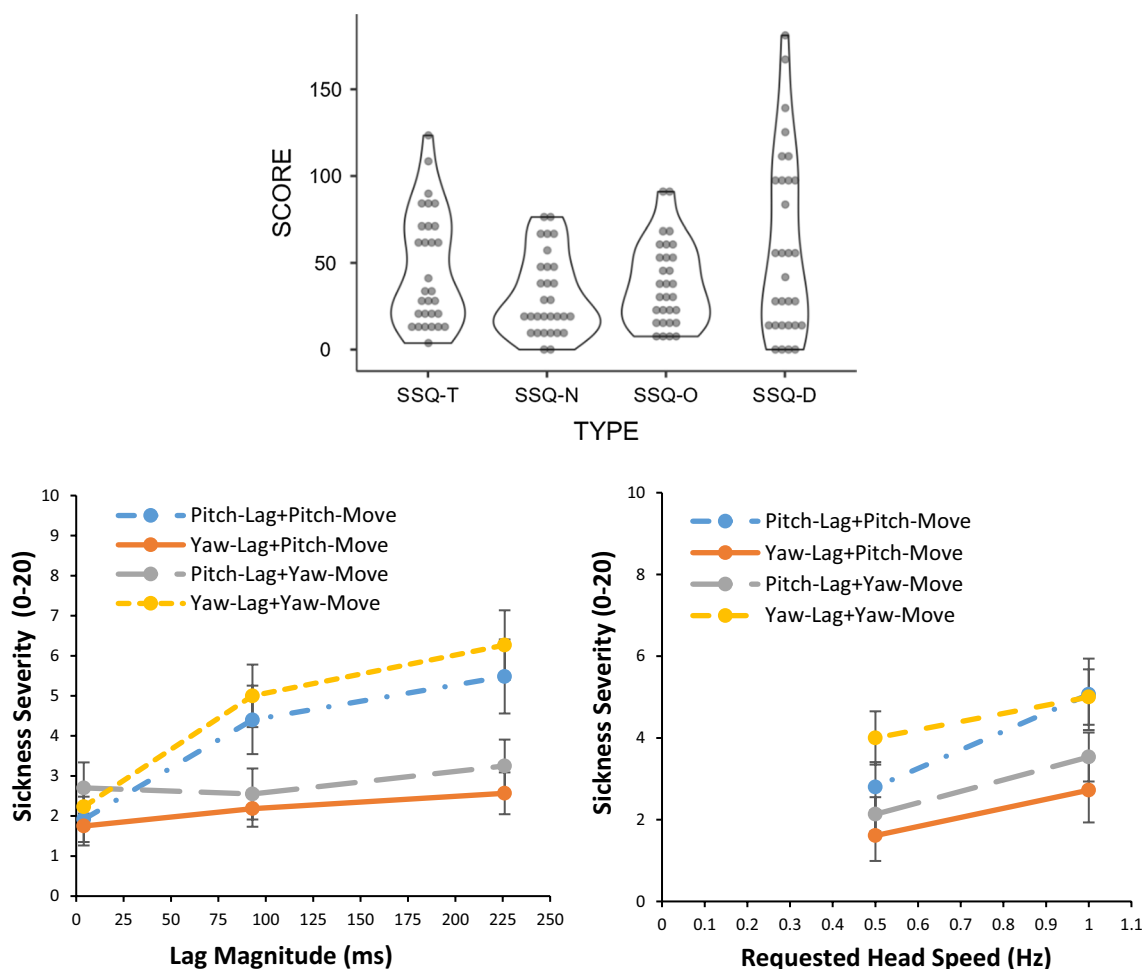 150
100
50
0
SCORE
SSQ-T SSQ-N SSQ-O SSQ-D
TYPE
10
9
8
7
6
5
4
3
2
1
0
Sickness Severity (0-20)
Pitch-Lag+Pitch-Move
Yaw-Lag+Pitch-Move
Pitch-Lag+Yaw-Move
Yaw-Lag+Yaw-Move
0 25 50 75 100 125 150 175 200 225 250
Lag Magnitude (ms)
10
8
6
4
2
0
Sickness Severity (0-20)
Pitch-Lag+Pitch-Move
Yaw-Lag+Pitch-Move
Pitch-Lag+Yaw-Move
Yaw-Lag+Yaw-Move
0 0.1 0.2 0.3 0.4 0.5 0.6 0.7 0.8 0.9 1 1.1
Requested Head Speed (Hz)